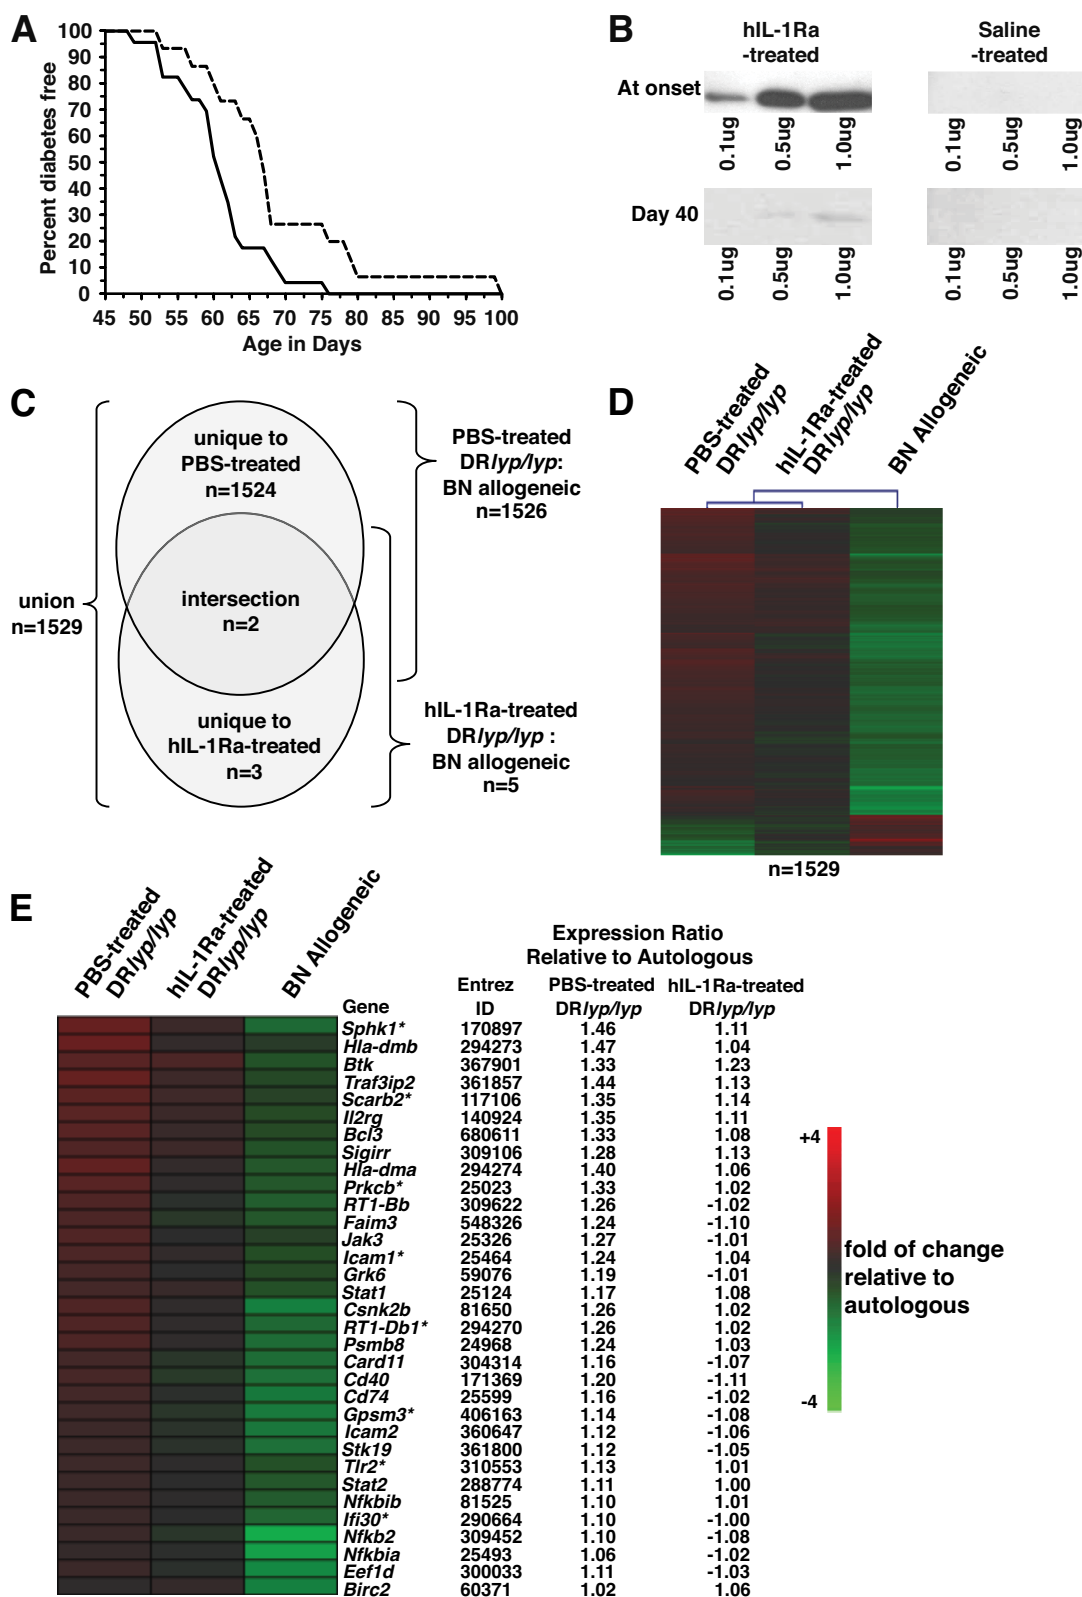 A
Percent diabetes free
100
90
80
70
60
50
40
30
20
10
0
45 50 55 60 65 70 75 80 85 90 95 100
Age in Days
B
hIL-1Ra
-treated
Saline
-treated
At onset
0.1ug 0.5ug 1.0ug
0.1ug 0.5ug 1.0ug
Day 40
0.1ug 0.5ug 1.0ug
0.1ug 0.5ug 1.0ug
C
unique to
PBS-treated
n=1524
intersection
n=2
unique to
hIL-1Ra-treated
n=3
union
n=1529
PBS-treated
DRlyp/lyp:
BN allogeneic
n=1526
hIL-1Ra-treated
DRlyp/lyp :
BN allogeneic
n=5
D
PBS-treated
DRlyp/lyp
hIL-1Ra-treated
DRlyp/lyp
BN Allogeneic
n=1529
E
PBS-treated
DRlyp/lyp
hIL-1Ra-treated
DRlyp/lyp
BN Allogeneic
Expression Ratio
Relative to Autologous
Entrez PBS-treated hIL-1Ra-treated
Gene ID DRlyp/lyp DRlyp/lyp
Sphk1* 170897 1.46 1.11
Hla-dmb 294273 1.47 1.04
Btk 367901 1.33 1.23
Traf3ip2 361857 1.44 1.13
Scarb2* 117106 1.35 1.14
Il2rg 140924 1.35 1.11
Bcl3 680611 1.33 1.08
Sigirr 309106 1.28 1.13
Hla-dma 294274 1.40 1.06
Prkcb* 25023 1.33 1.02
RT1-Bb 309622 1.26 -1.02
Faim3 548326 1.24 -1.10
Jak3 25326 1.27 -1.01
Icam1* 25464 1.24 1.04
Grk6 59076 1.19 -1.01
Stat1 25124 1.17 1.08
Csnk2b 81650 1.26 1.02
RT1-Db1* 294270 1.26 1.02
Psmb8 24968 1.24 1.03
Card11 304314 1.16 -1.07
Cd40 171369 1.20 -1.11
Cd74 25599 1.16 -1.02
Gpsm3* 406163 1.14 -1.08
Icam2 360647 1.12 -1.06
Stk19 361800 1.12 -1.05
Tlr2* 310553 1.13 1.01
Stat2 288774 1.11 1.00
Nfkbib 81525 1.10 1.01
Ifi30* 290664 1.10 -1.00
Nfkb2 309452 1.10 -1.08
Nfkbia 25493 1.06 -1.02
Eef1d 300033 1.11 -1.03
Birc2 60371 1.02 1.06
+4
-4
fold of change
relative to
autologous